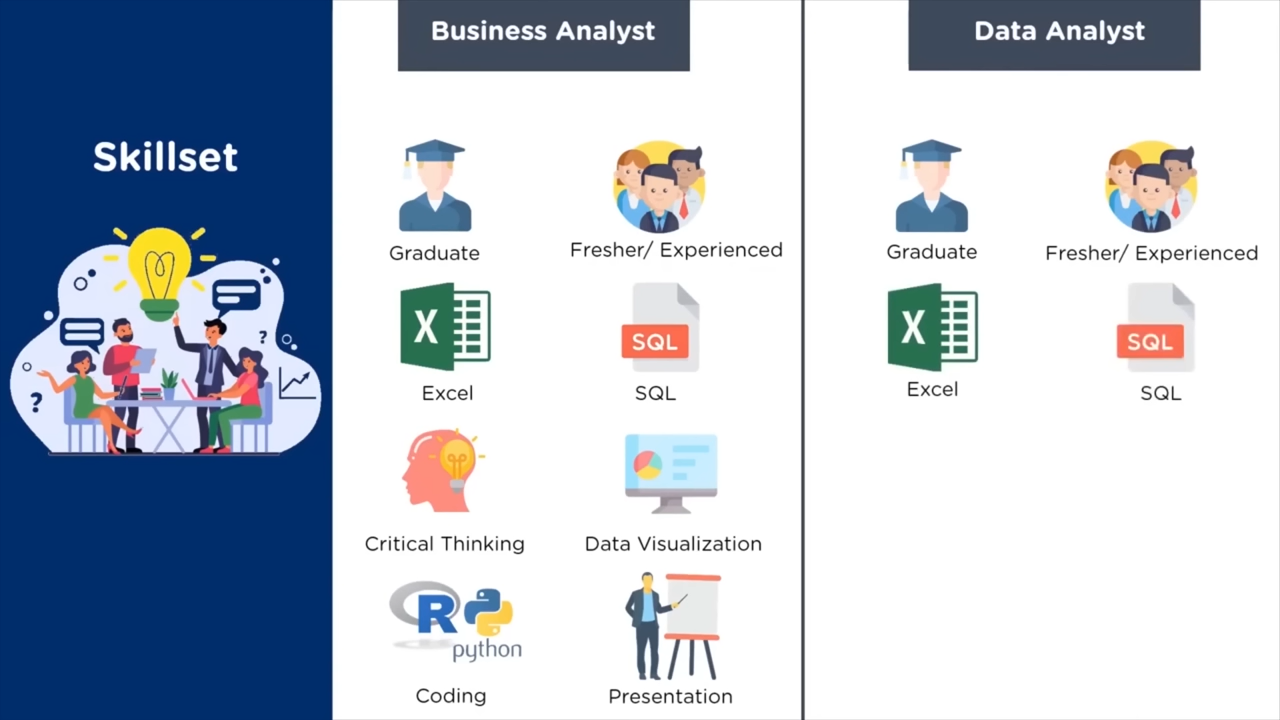 Business Analyst
Data Analyst
Skillset
Graduate
Fresher/ Experienced
Graduate
Fresher/ Experienced
X
SQL
X
SQL
Excel
SQL
Excel
SQL
?
?
Critical Thinking
Data Visualization
R
python
Coding
Presentation